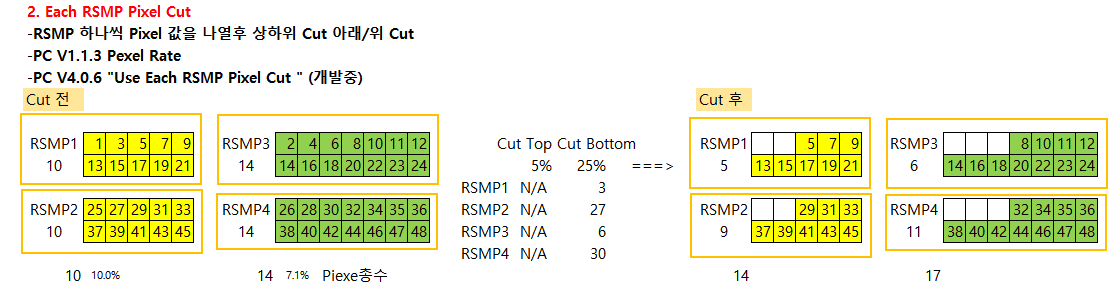 2. Each RSMP Pixel Cut
-RSMP 하나씩 Pixel 값을 나열후 상하위 Cut 아래/위 Cut
-PC V1.1.3 Pexel Rate
-PC V4.0.6 "Use Each RSMP Pixel Cut " (개발중)
Cut 전
Cut 후
RSMP1 1 3 5 7 9
10 13 15 17 19 21
RSMP3 2 4 6 8 10 11 12
14 14 16 18 20 22 23 24
RSMP2 25 27 29 31 33
10 37 39 41 43 45
RSMP4 26 28 30 32 34 35 36
14 38 40 42 44 46 47 48
10 10.0%
14 7.1% Piexe총수
Cut Top Cut Bottom
5% 25% ===>
RSMP1 N/A 3
RSMP2 N/A 27
RSMP3 N/A 6
RSMP4 N/A 30
RSMP1 5 7 9
5 13 15 17 19 21
RSMP3 8 10 11 12
6 14 16 18 20 22 23 24
RSMP2 29 31 33
9 37 39 41 43 45
RSMP4 32 34 35 36
11 38 40 42 44 46 47 48
14
17